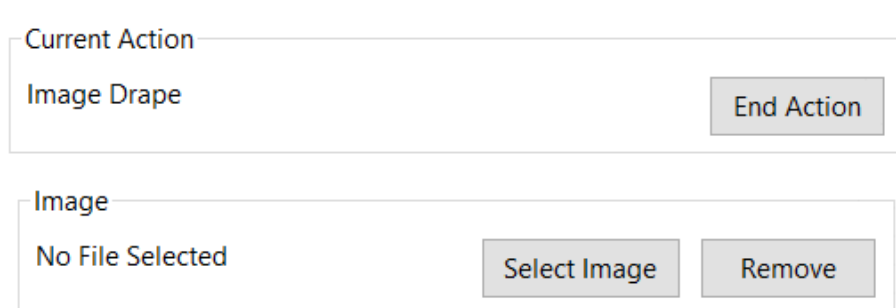 Current Action
Image Drape
End Action
Image
No File Selected
Select Image
Remove